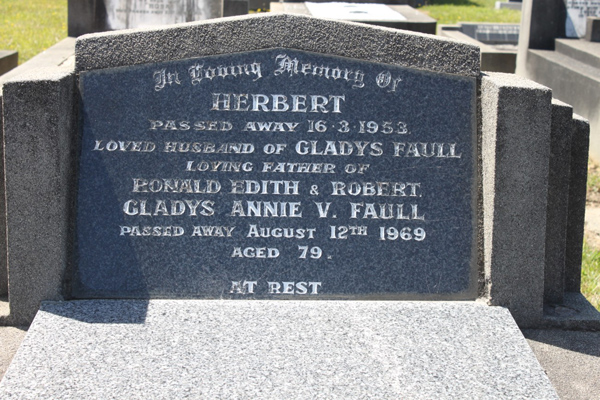 In Loving Memory Of
HERBERT
PASSED AWAY 16·3·1953.
LOVED HUSBAND OF GLADYS FAULL
LOVING FATHER OF
RONALD EDITH & ROBERT.
GLADYS ANNIE V. FAULL
PASSED AWAY AUGUST 12TH 1969
AGED 79.
AT REST